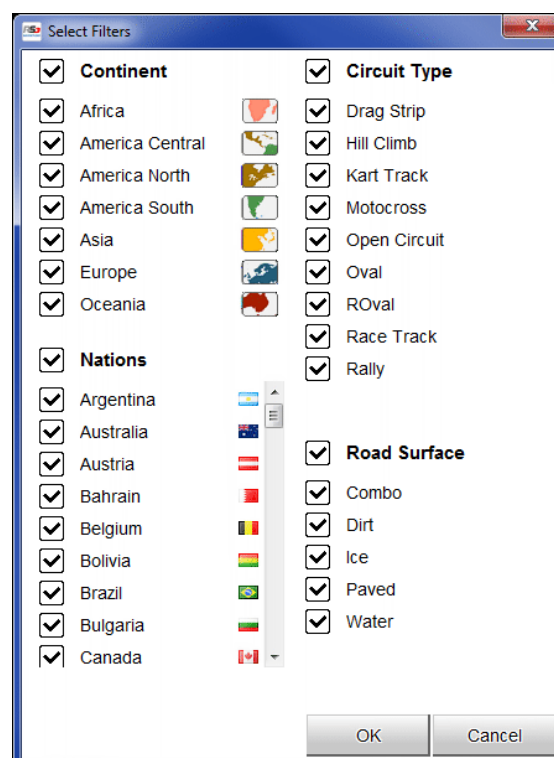 Select Filters
Continent
Africa
America Central
America North
America South
Asia
Europe
Oceania
Nations
Argentina
Australia
Austria
Bahrain
Belgium
Bolivia
Brazil
Bulgaria
Canada
Circuit Type
Drag Strip
Hill Climb
Kart Track
Motocross
Open Circuit
Oval
ROval
Race Track
Rally
Road Surface
Combo
Dirt
Ice
Paved
Water
OK
Cancel